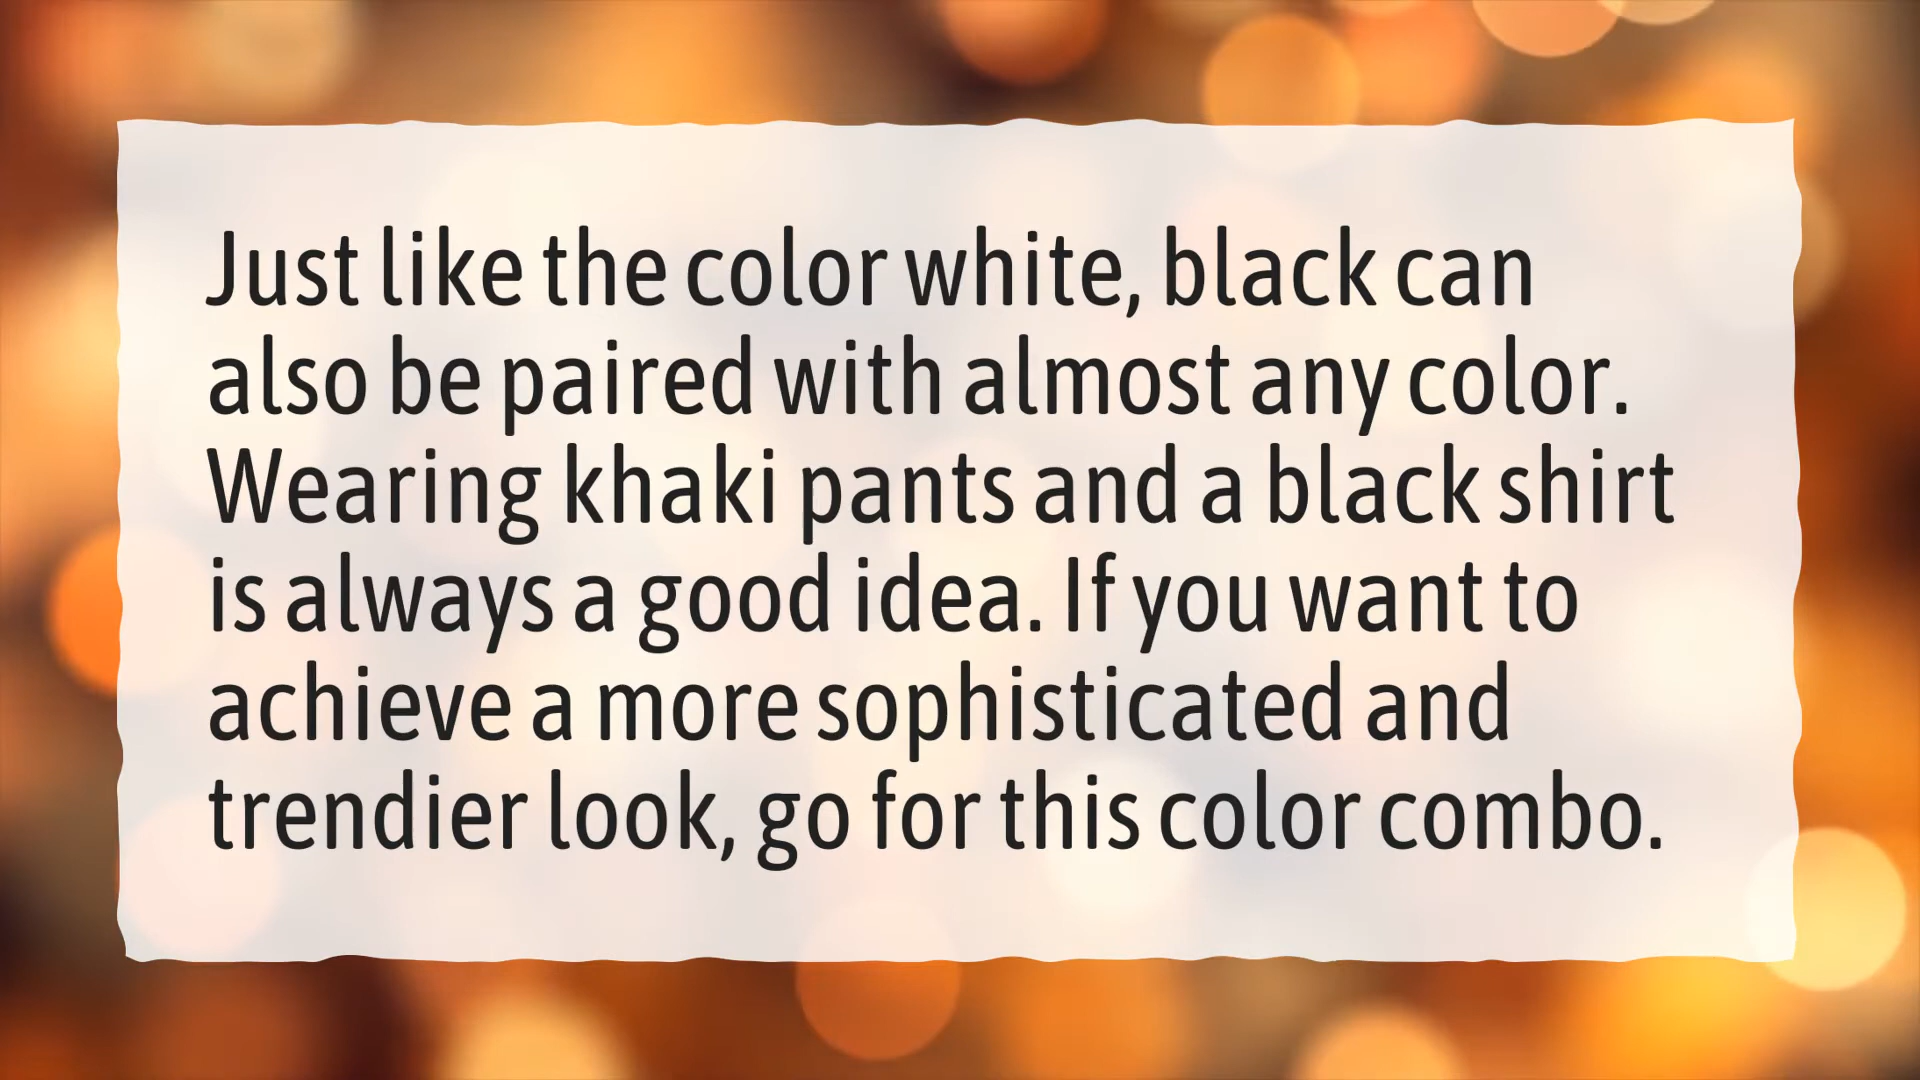 Just like the color white, black can
also be paired with almost any color.
Wearing khaki pants and a black shirt
is always a good idea. If you want to
achieve a more sophisticated and
trendier look, go for this color combo.